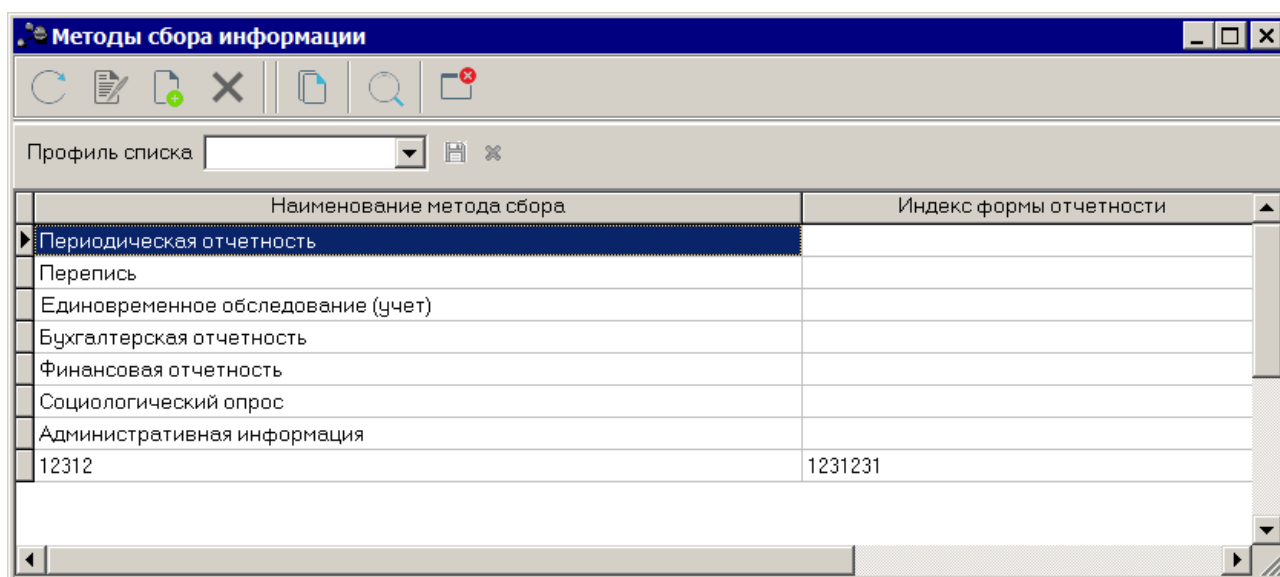 Методы сбора информации
Профиль списка
Наименование метода сбора Индекс формы отчетности
Периодическая отчетность
Перепись
Единовременное обследование (учет)
Бухгалтерская отчетность
Финансовая отчетность
Социологический опрос
Административная информация
12312 1231231